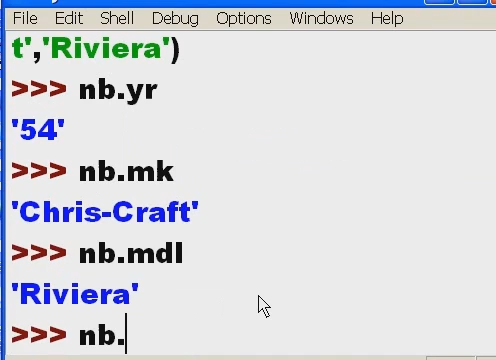 File Edit Shell Debug Options Windows Help
t','Riviera')
>>> nb.yr
'54'
>>> nb.mk
'Chris-Craft'
>>> nb.mdl
'Riviera'
>>> nb.